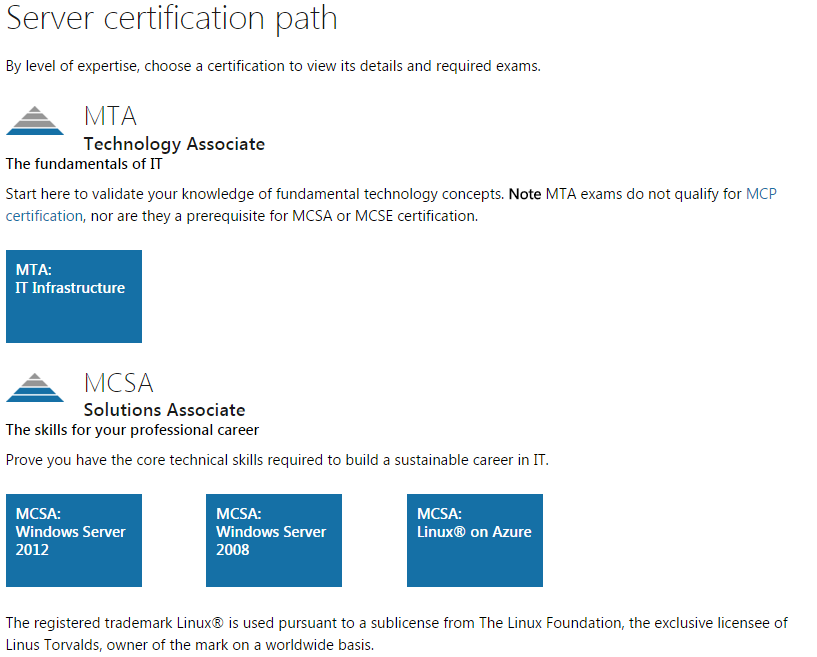 Server certification path
By level of expertise, choose a certification to view its details and required exams.
MTA
Technology Associate
The fundamentals of IT
Start here to validate your knowledge of fundamental technology concepts. Note MTA exams do not qualify for MCP
certification, nor are they a prerequisite for MCSA or MCSE certification.
MTA:
IT Infrastructure
MCSA
Solutions Associate
The skills for your professional career
Prove you have the core technical skills required to build a sustainable career in IT.
MCSA:
Windows Server
2012
MCSA:
Windows Server
2008
MCSA:
Linux® on Azure
The registered trademark Linux® is used pursuant to a sublicense from The Linux Foundation, the exclusive licensee of
Linus Torvalds, owner of the mark on a worldwide basis.